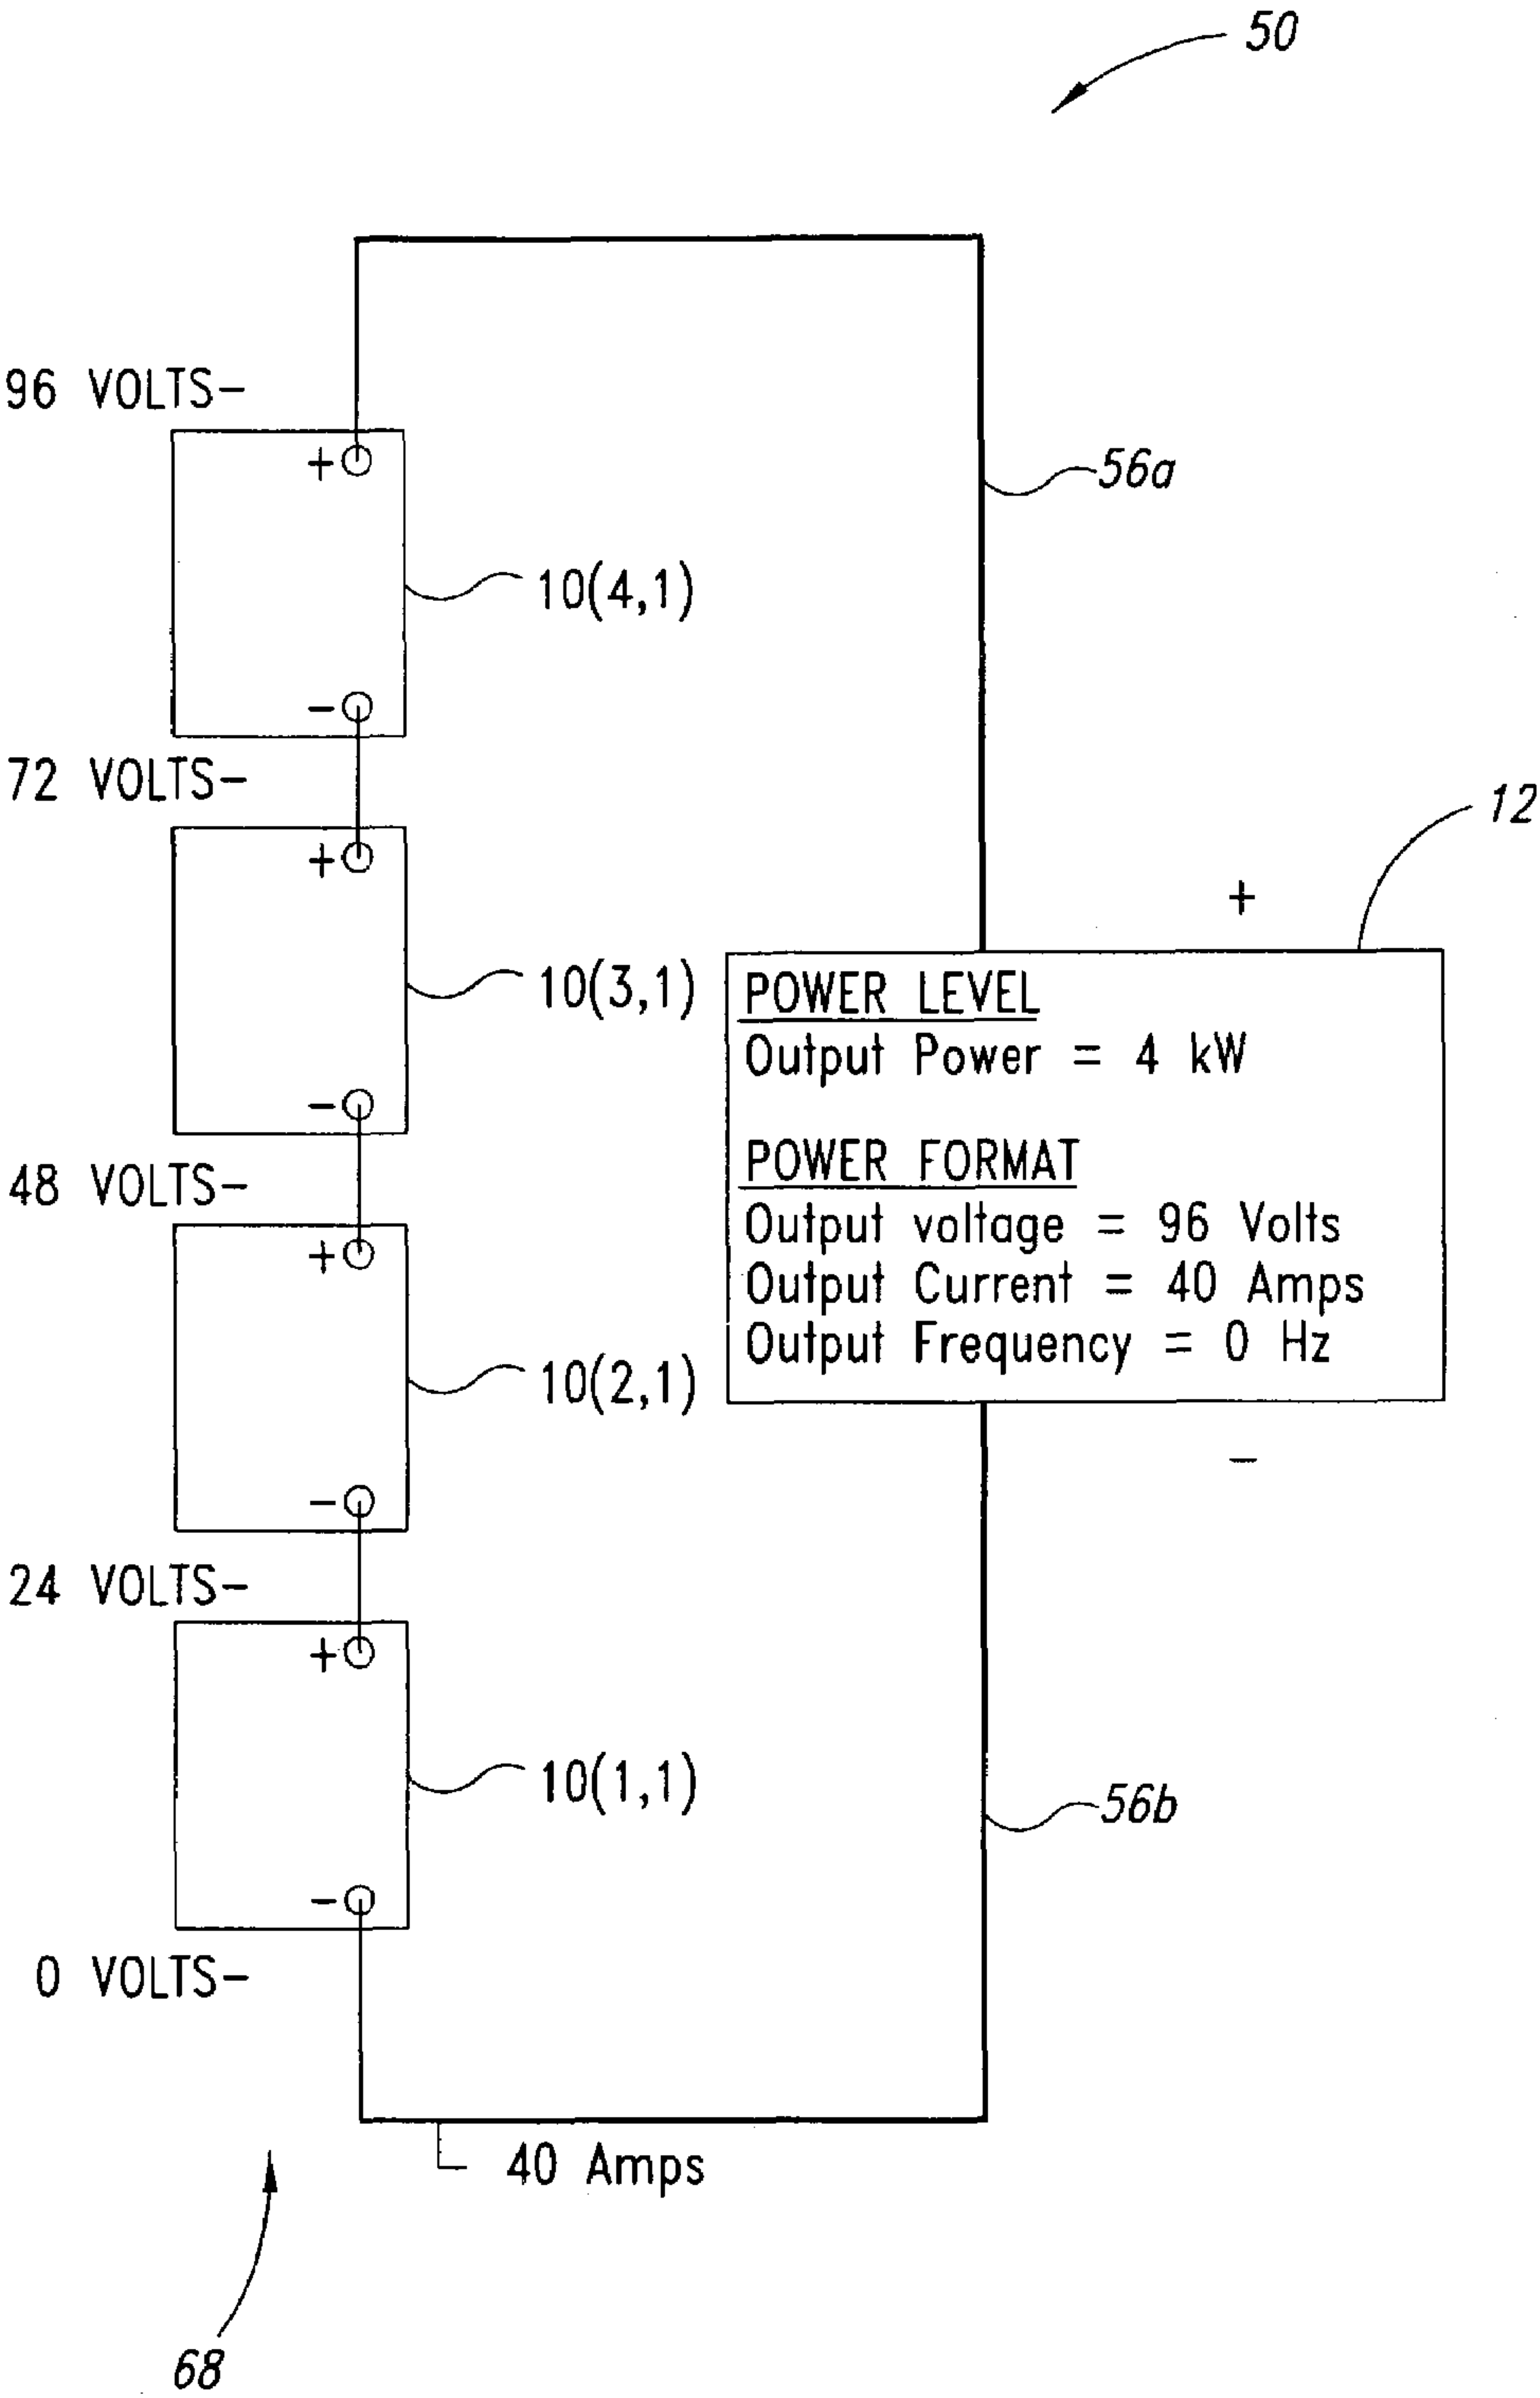 50
96 VOLTS-
+
56a
10(4,1)
-
72 VOLTS-
12
+
+
10(3,1)
POWER LEVEL
Output Power = 4 kW
-
POWER FORMAT
48 VOLTS-
Output voltage = 96 Volts
+
Output Current = 40 Amps
Output Frequency = 0 Hz
10(2,1)
-
-
24 VOLTS-
+
10(1,1)
56b
-
0 VOLTS-
40 Amps
68